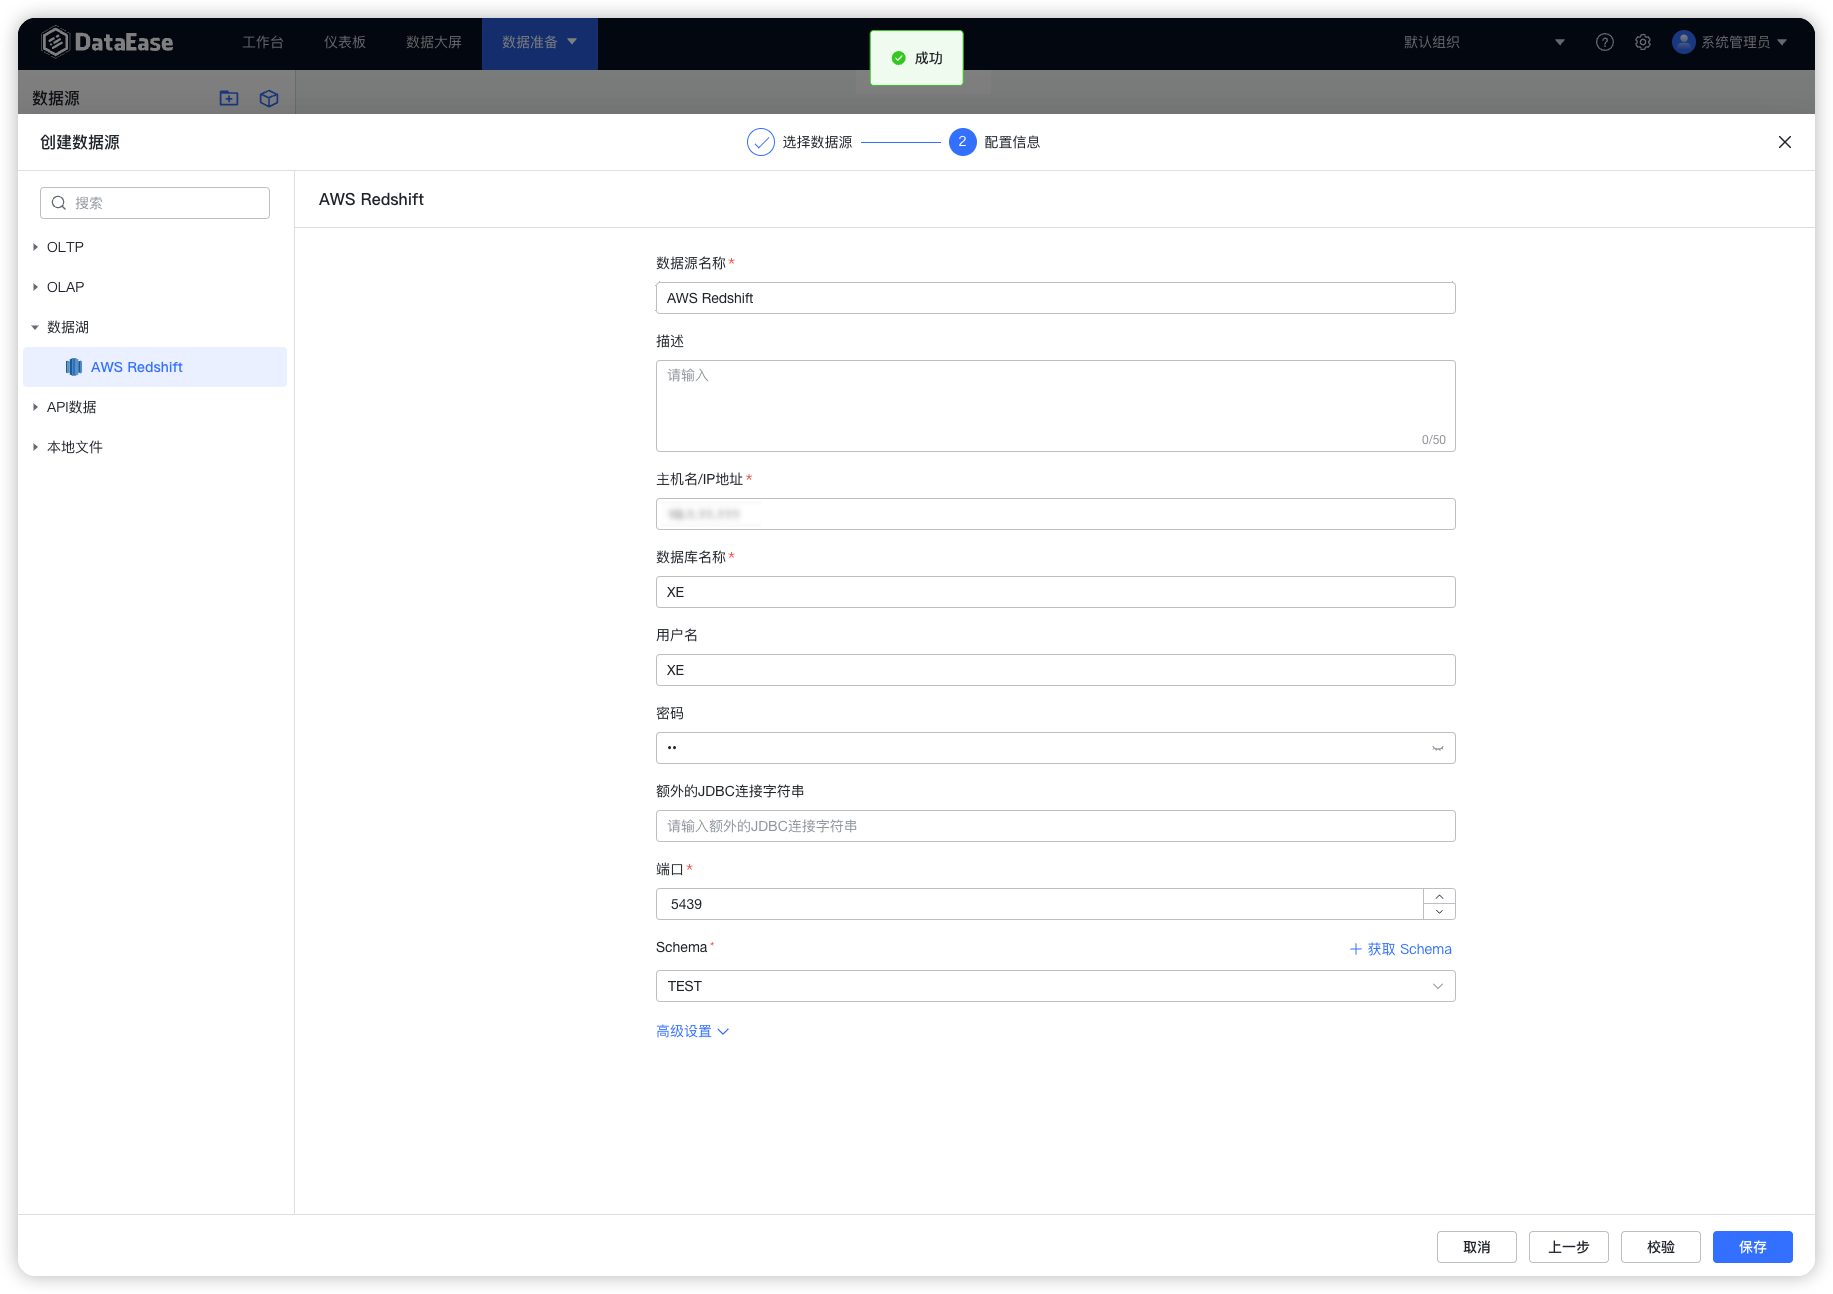 DataEase
工作台
仪表板
数据大屏
数据准备
成功
默认组织
系统管理员
数据源
创建数据源
选择数据源
2
配置信息
搜索
OLTP
OLAP
数据湖
AWS Redshift
API数据
本地文件
AWS Redshift
数据源名称*
AWS Redshift
描述
请输入
0/50
主机名/IP地址*
数据库名称*
XE
用户名
XE
密码
••
额外的JDBC连接字符串
请输入额外的JDBC连接字符串
端口*
5439
Schema*
获取 Schema
TEST
高级设置
取消
上一步
校验
保存